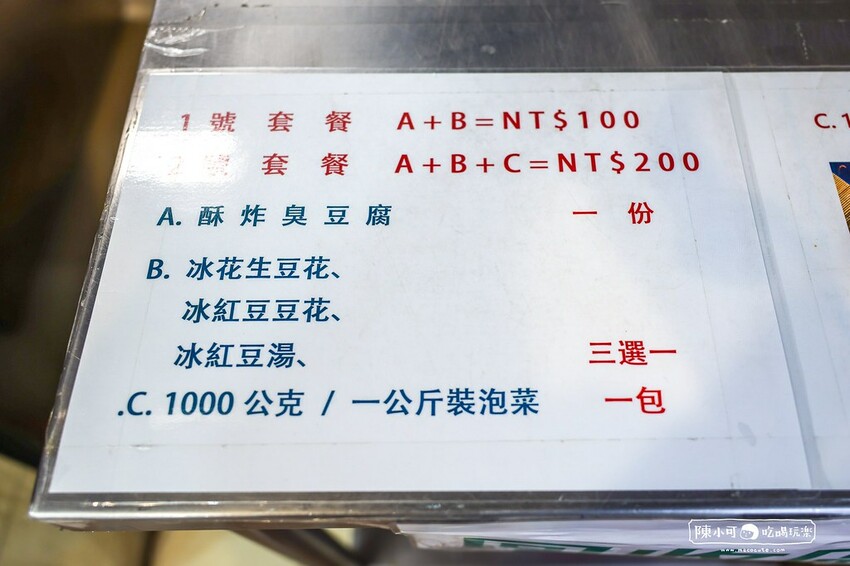 1 號 套 餐 A+B=NT$100
號 套 餐 A+B+C=NT$200
A. 酥 炸 臭 豆 腐 一 份
B. 冰花生豆花、
冰紅豆豆花、
冰紅豆湯、 三選一
.C. 1000 公克 / 一公斤裝泡菜 一包
C. 1
陳小可 吃喝玩樂